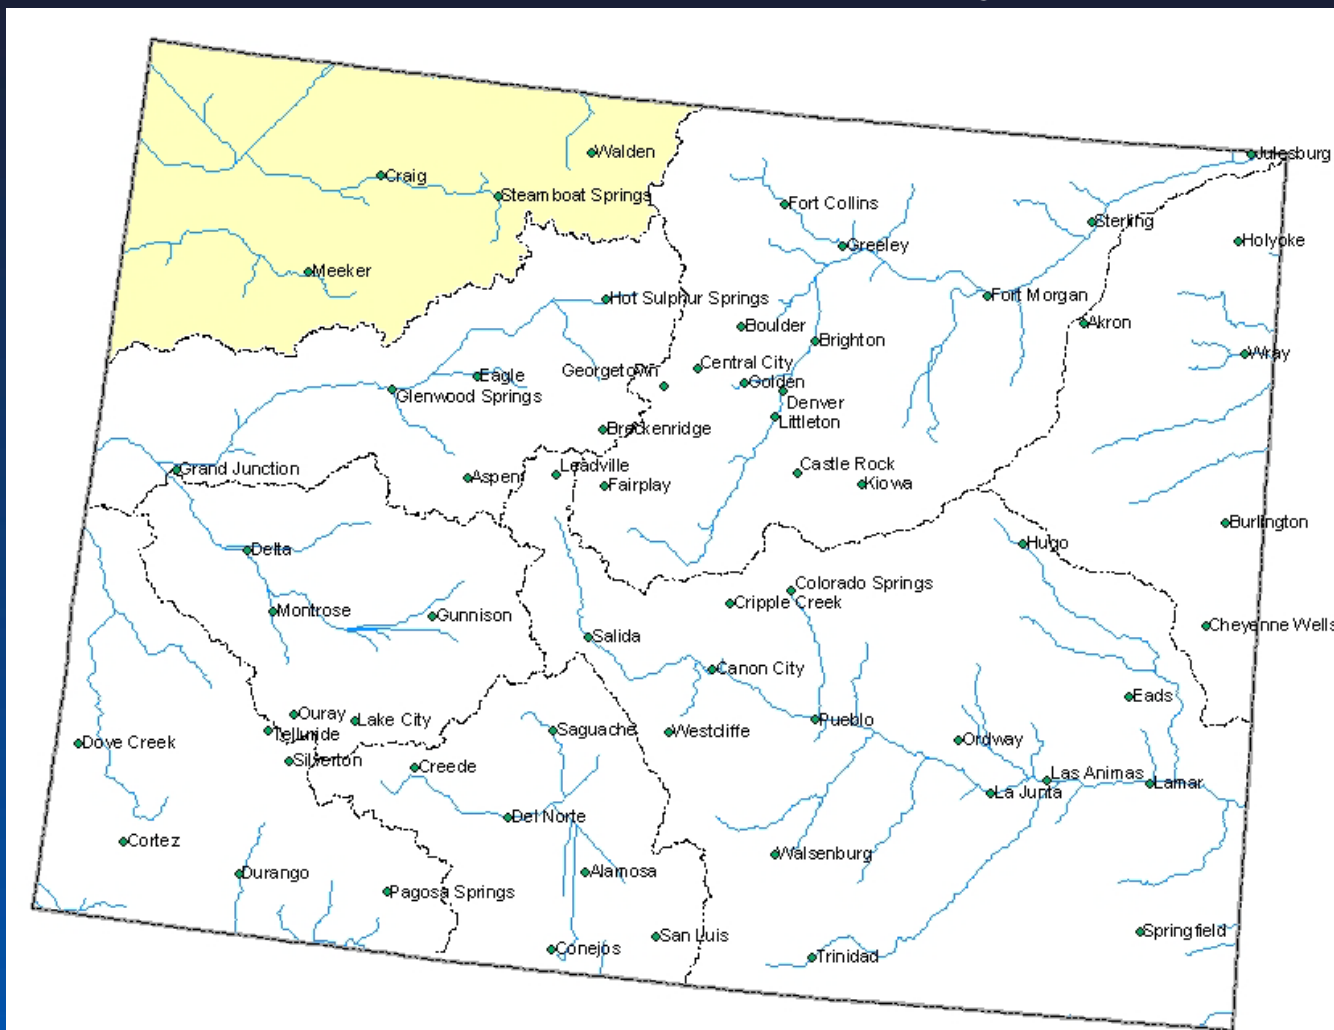 Julesburg
Walden
Craig
Steamboat Springs
Fort Collins
Sterling
Holyoke
Greeley
Meeker
Hot Sulphur Springs
Fort Morgan
Boulder
Akron
Brighton
Wray
Central City
Georgetown
Eagle
Golden
Glenwood Springs
Denver
Littleton
Breckenridge
Leadville
Castle Rock
Grand Junction
Aspen
Fairplay
Kiowa
Burlington
Delta
Hugo
Colorado Springs
Cripple Creek
Montrose
Gunnison
Cheyenne Wells
Salida
Canon City
Eads
Ouray
Lake City
Pueblo
Telluride
Saguache
Westcliffe
Dove Creek
Ordway
Silverton
Creede
Las Animas
Lamar
La Junta
Del Norte
Cortez
Walsenburg
Durango
Alamosa
Pagosa Springs
Springfield
San Luis
Conejos
Trinidad